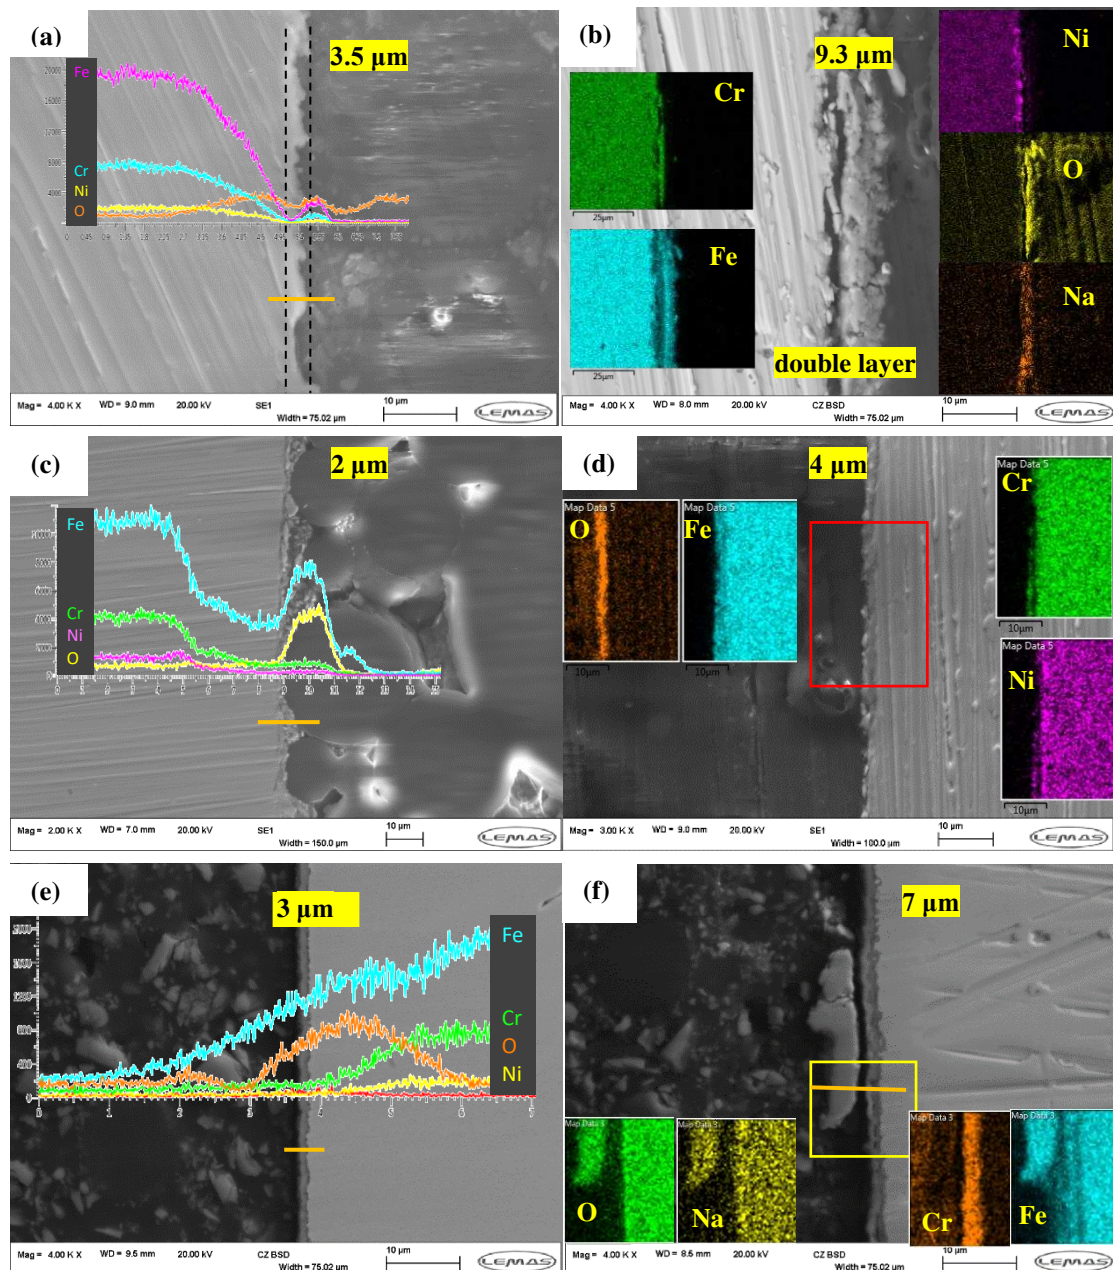 (a)
3.5 µm
Fe
Cr
Ni
O
Mag = 4.00 K X WD = 9.0 mm 20.00 kV SE1 10 µm
Width = 75.02 µm
LEMAS
(b)
9.3 µm
Cr
25µm
Fe
25µm
Ni
O
Na
double layer
Mag = 4.00 K X WD = 8.0 mm 20.00 kV CZ BSD 10 µm
Width = 75.02 µm
LEMAS
(c)
2 µm
Fe
Cr
Ni
O
Mag = 2.00 K X WD = 7.0 mm 20.00 kV SE1 10 µm
Width = 150.0 µm
LEMAS
(d)
4 µm
Map Data 5
O
10µm
Map Data 5
Fe
10µm
Map Data 5
Cr
10µm
Ni
10µm
Mag = 3.00 K X WD = 9.0 mm 20.00 kV SE1 10 µm
Width = 100.0 µm
LEMAS
(e)
3 µm
Fe
Cr
O
Ni
Mag = 4.00 K X WD = 9.5 mm 20.00 kV CZ BSD 10 µm
Width = 75.02 µm
LEMAS
(f)
7 µm
Map Data 3
O
Map Data 3
Na
Map Data 3
Cr
Map Data 3
Fe
Mag = 4.00 K X WD = 8.5 mm 20.00 kV CZ BSD 10 µm
Width = 75.02 µm
LEMAS